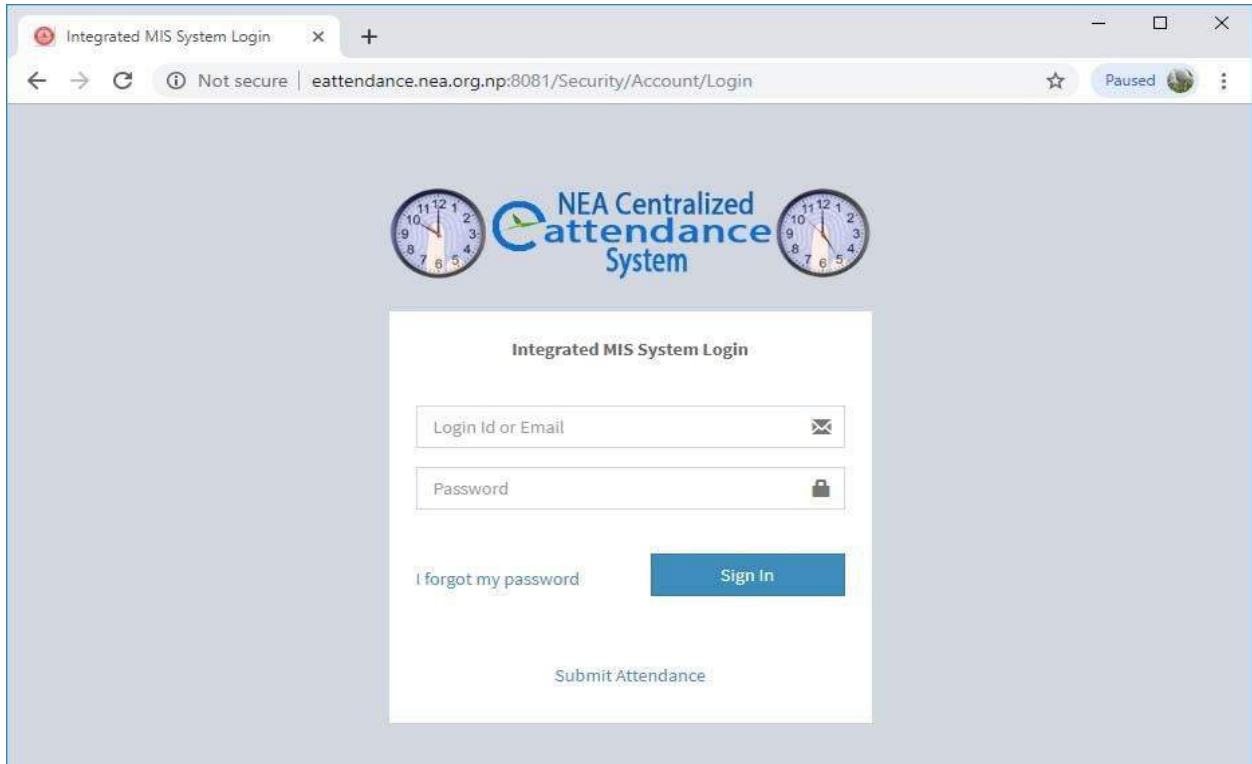 Integrated MIS System Login
Not secure | eattendance.nea.org.np:8081/Security/Account/Login
Paused
NEA Centralized
eattendance
System
Integrated MIS System Login
Login Id or Email
Password
I forgot my password
Sign In
Submit Attendance